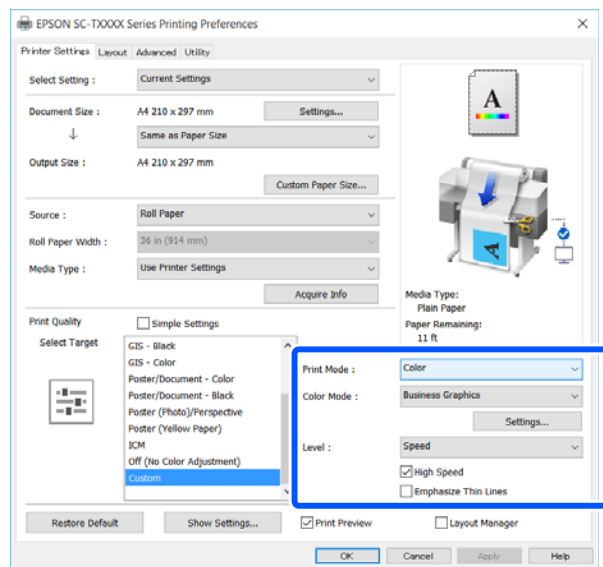 EPSON SC-TXXXX Series Printing Preferences
Printer Settings Layout Advanced Utility
Select Setting : Current Settings
Document Size : A4 210 x 297 mm Settings...
Same as Paper Size
Output Size : A4 210 x 297 mm
Custom Paper Size...
Source : Roll Paper
Roll Paper Width : 36 in (914 mm)
Media Type : Use Printer Settings
Acquire Info
A
A
Media Type:
Plain Paper
Paper Remaining:
11 ft
Print Quality Simple Settings
Select Target
GIS - Black
GIS - Color
Poster/Document - Color
Poster/Document - Black
Poster (Photo)/Perspective
Poster (Yellow Paper)
ICM
Off (No Color Adjustment)
Custom
Print Mode : Color
Color Mode : Business Graphics
Settings...
Level : Speed
High Speed
Emphasize Thin Lines
Restore Default Show Settings... Print Preview Layout Manager
OK Cancel Apply Help